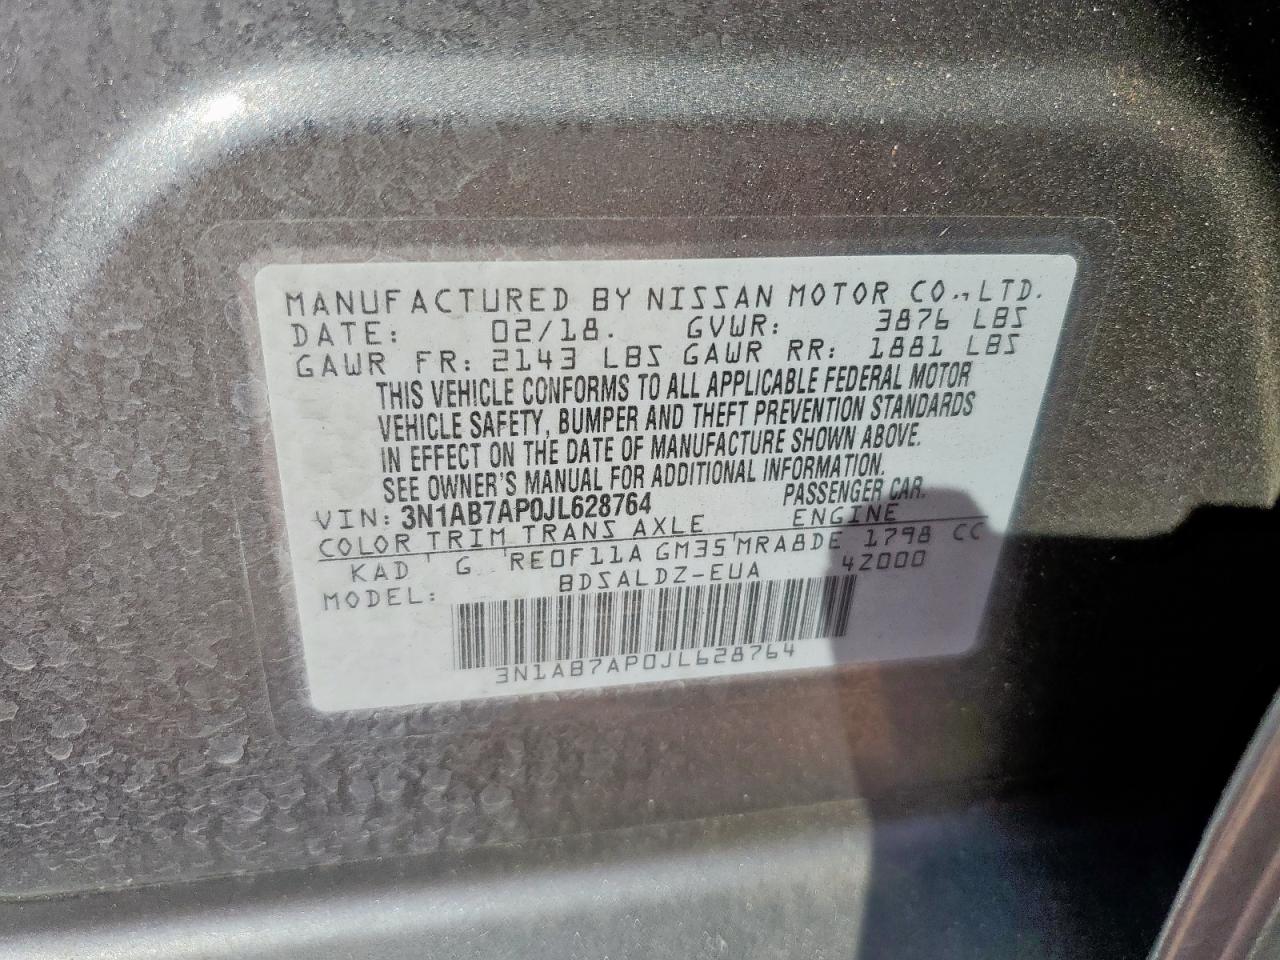 MANUFACTURED BY NISSAN MOTOR CO., LTD.
DATE: 02/18. GVWR: 3876 LBS
GAWR FR: 2143 LBS GAWR RR: 1881 LBS
THIS VEHICLE CONFORMS TO ALL APPLICABLE FEDERAL MOTOR
VEHICLE SAFETY, BUMPER AND THEFT PREVENTION STANDARDS
IN EFFECT ON THE DATE OF MANUFACTURE SHOWN ABOVE.
SEE OWNER'S MANUAL FOR ADDITIONAL INFORMATION.
VIN: 3N1AB7AP0JL628764 PASSENGER CAR.
COLOR TRIM TRANS AXLE ENGINE
KAD G RE0F11A GM35 MRA8DE 1798 CC
MODEL: BDSALDZ-EUA 42000
3N1AB7AP0JL628764